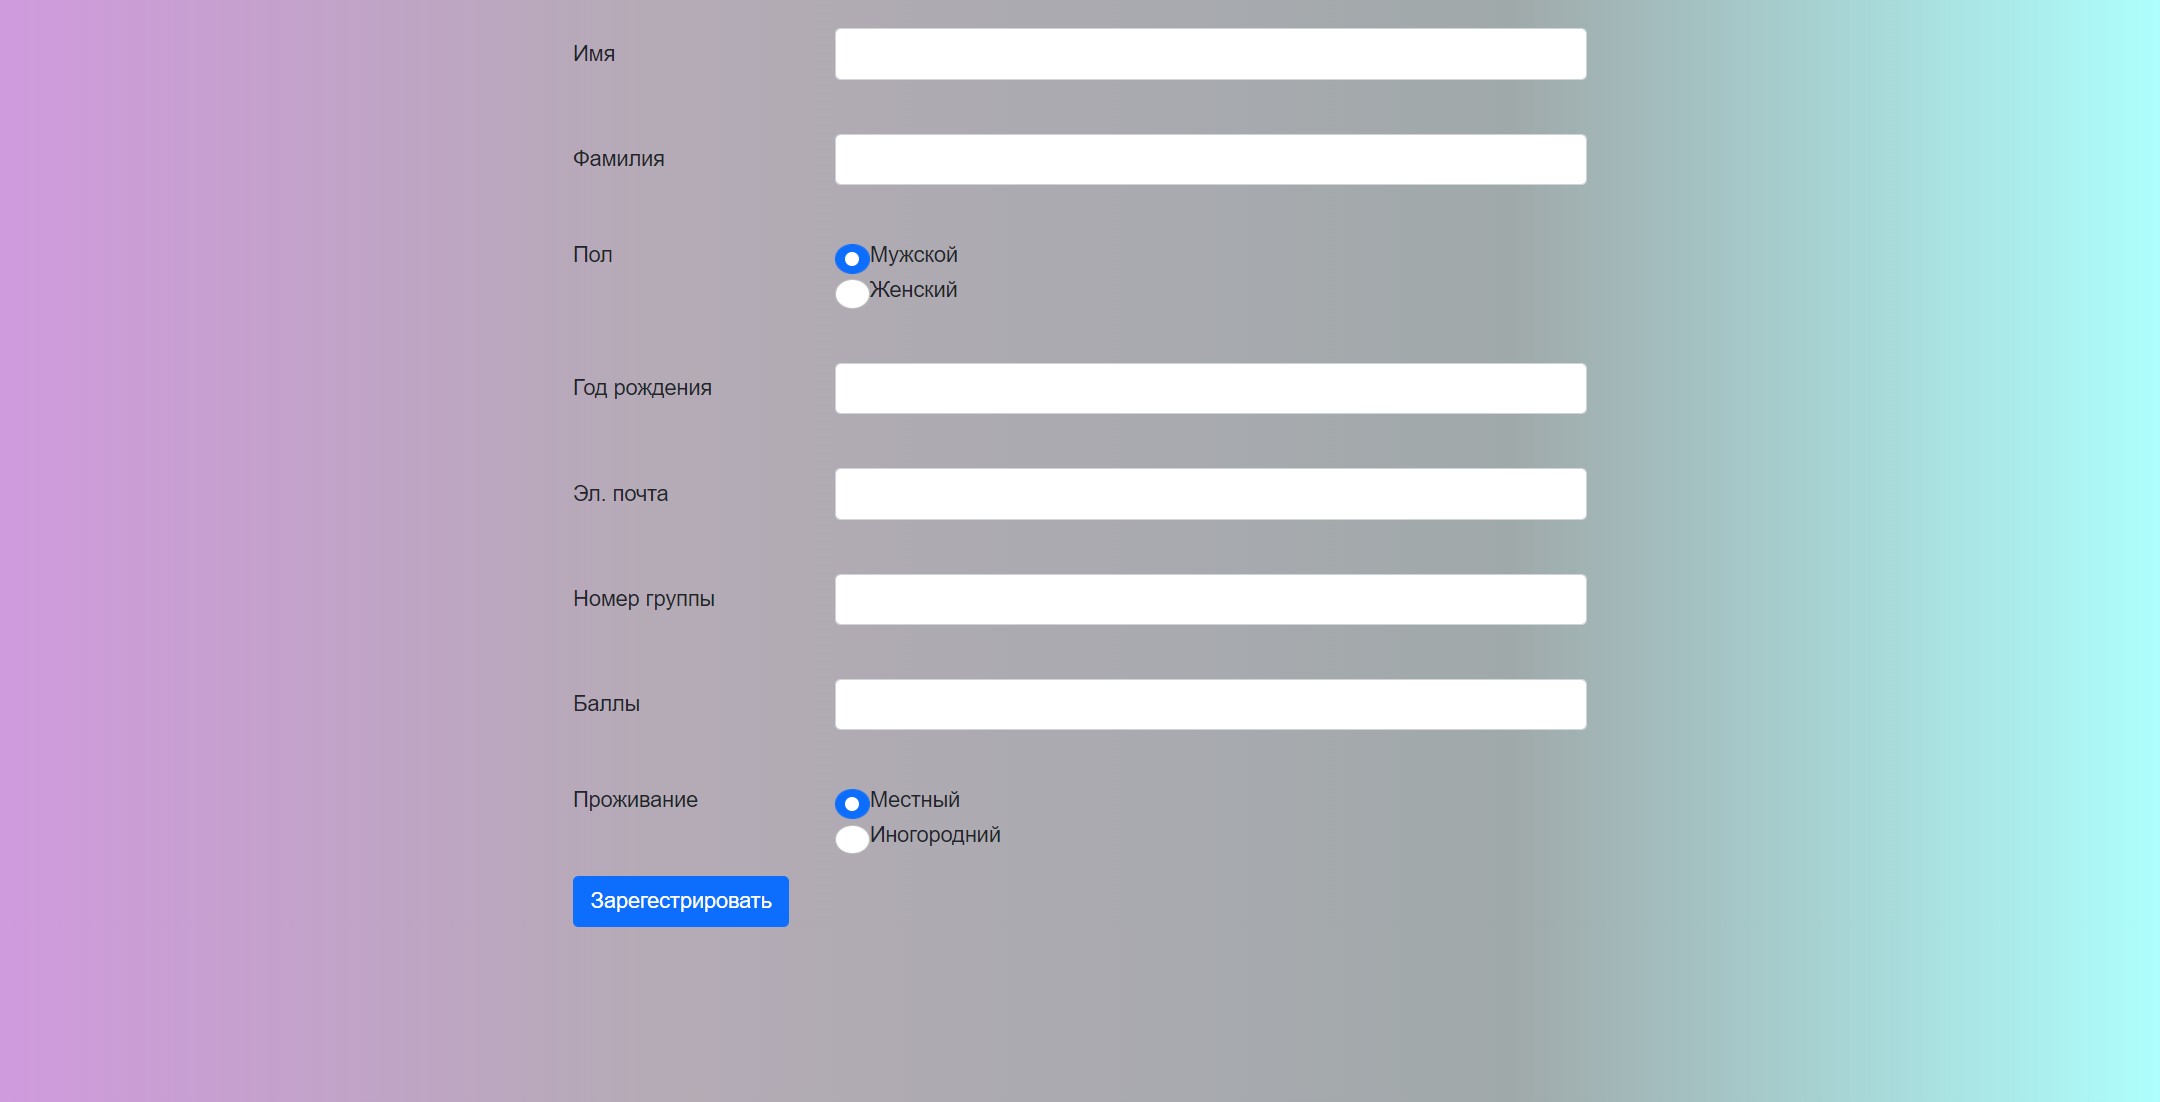 Имя
Фамилия
Пол
Мужской
Женский
Год рождения
Эл. почта
Номер группы
Баллы
Проживание
Местный
Иногородний
Зарегестрировать